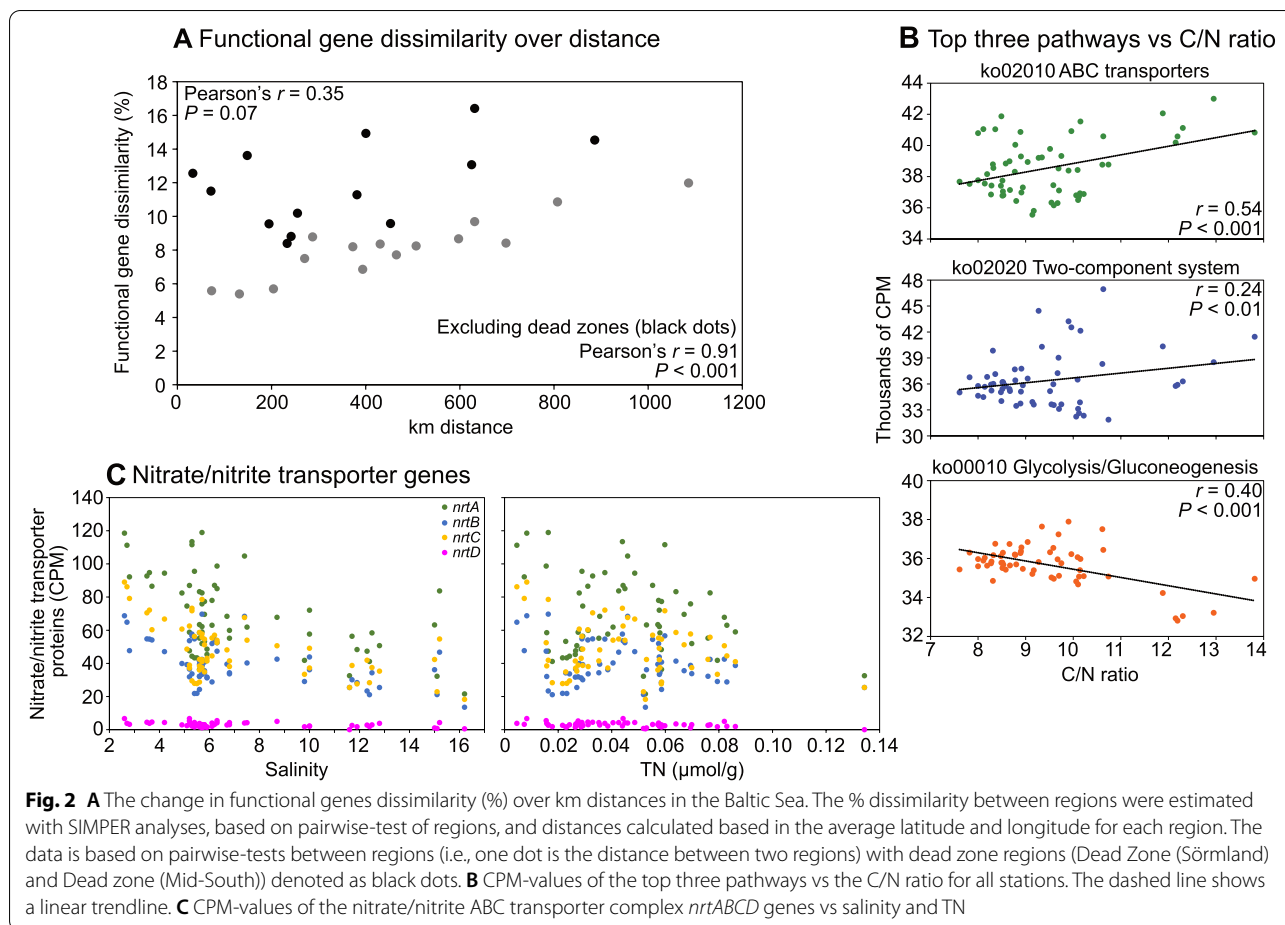 A Functional gene dissimilarity over distance
Functional gene dissimilarity (%)
18
16
14
12
10
8
6
4
2
0
Pearson's r = 0.35
P = 0.07
Excluding dead zones (black dots)
Pearson's r = 0.91
P < 0.001
0 200 400 600 800 1000 1200
km distance
B Top three pathways vs C/N ratio
ko02010 ABC transporters
44
42
40
38
36
34
r = 0.54
P < 0.001
ko02020 Two-component system
Thousands of CPM
48
45
42
39
36
33
30
r = 0.24
P < 0.01
ko00010 Glycolysis/Gluconeogenesis
40
38
36
34
32
r = 0.40
P < 0.001
7 8 9 10 11 12 13 14
C/N ratio
C Nitrate/nitrite transporter genes
Nitrate/nitrite transporter
proteins (CPM)
140
120
100
80
60
40
20
0
nrtA
nrtB
nrtC
nrtD
2 4 6 8 10 12 14 16
Salinity
0 0.02 0.04 0.06 0.08 0.10 0.12 0.14
TN (µmol/g)
Fig. 2 A The change in functional genes dissimilarity (%) over km distances in the Baltic Sea. The % dissimilarity between regions were estimated
with SIMPER analyses, based on pairwise-test of regions, and distances calculated based in the average latitude and longitude for each region. The
data is based on pairwise-tests between regions (i.e., one dot is the distance between two regions) with dead zone regions (Dead Zone (Sörmland)
and Dead zone (Mid-South)) denoted as black dots. B CPM-values of the top three pathways vs the C/N ratio for all stations. The dashed line shows
a linear trendline. C CPM-values of the nitrate/nitrite ABC transporter complex nrtABCD genes vs salinity and TN